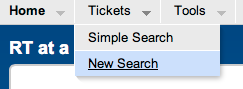 Home Tickets Tools
Simple Search
RT at a
New Search